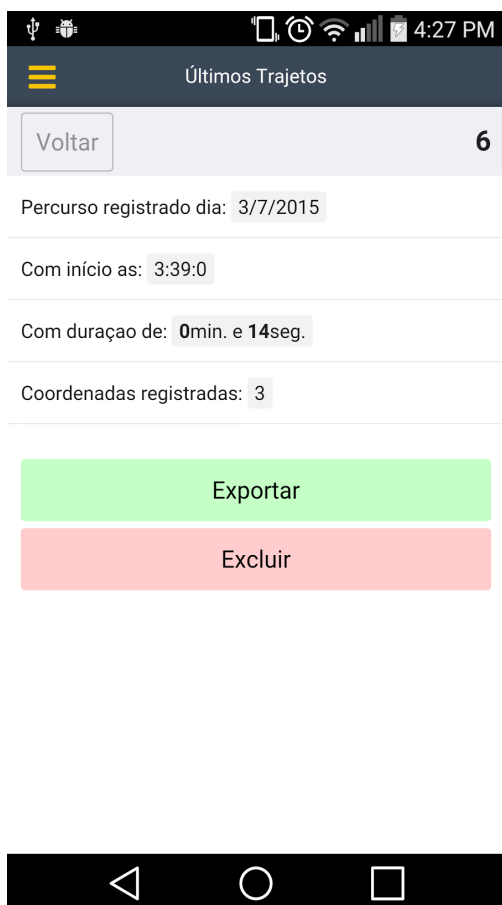 4:27 PM
Últimos Trajetos
Voltar 6
Percurso registrado dia: 3/7/2015
Com início as: 3:39:0
Com duraçao de: 0min. e 14seg.
Coordenadas registradas: 3
Exportar
Excluir